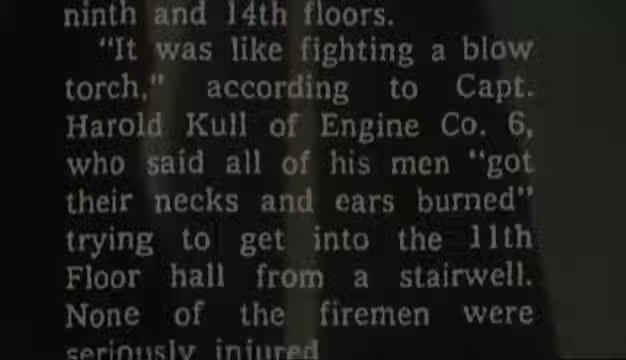 ninth and 14th floors.
"It was like fighting a blow
torch," according to Capt.
Harold Kull of Engine Co. 6,
who said all of his men "got
their necks and ears burned"
trying to get into the 11th
Floor hall from a stairwell.
None of the firemen were
seriously injured